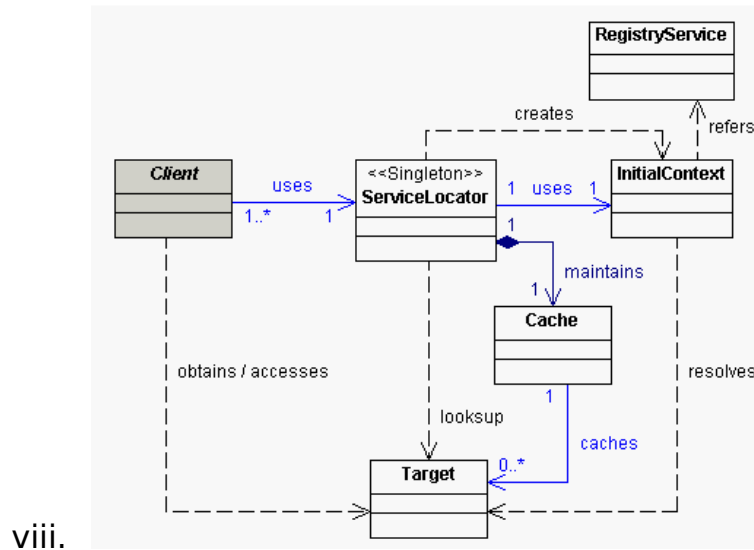 RegistryService
creates
refers
Client
<<Singleton>>
ServiceLocator
InitialContext
uses
1..*
1
1
uses
1
1
maintains
1
Cache
obtains / accesses
1
resolves
looksup
caches
0..*
Target
viii.